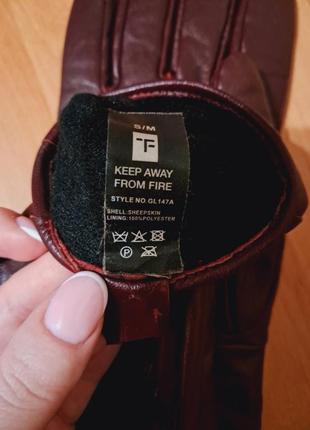 S/M
TF
KEEP AWAY
FROM FIRE
STYLE NO.GL147A
SHELL:SHEEPSKIN
LINING:100%POLYESTER
P